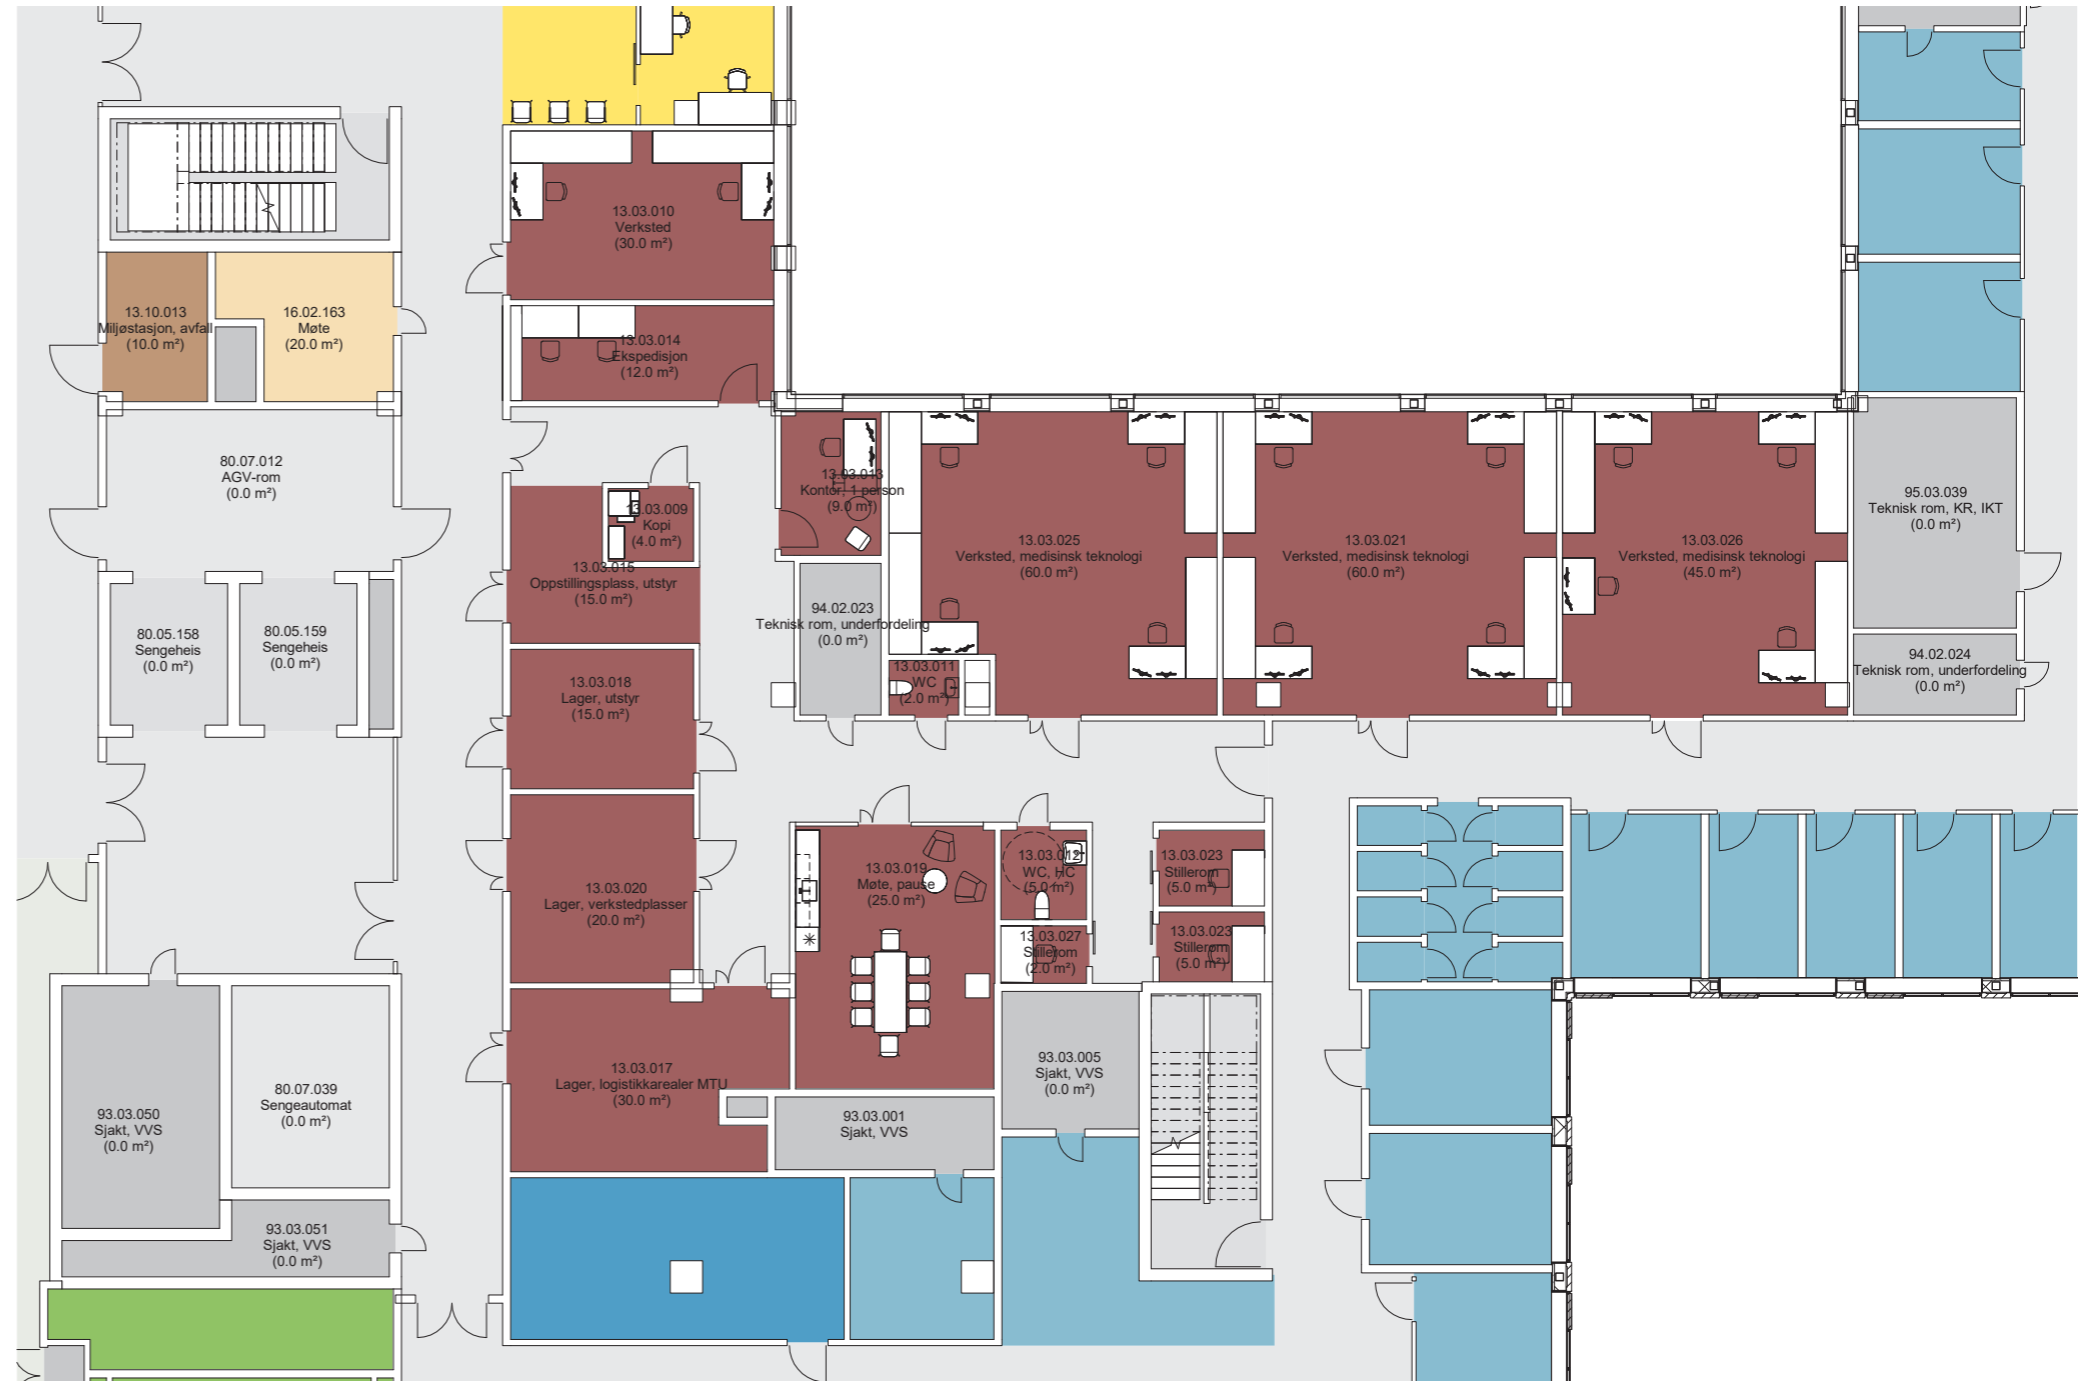 13.03.010
Verksted
(30.0 m²)
13.10.013
Miljøstasjon, avfall
(10.0 m²)
16.02.163
Møte
(20.0 m²)
13.03.014
Ekspedisjon
(12.0 m²)
80.07.012
AGV-rom
(0.0 m²)
13.03.013
Kontor, 1 person
(9.0 m²)
13.03.009
Kopi
(4.0 m²)
13.03.015
Oppstillingsplass, utstyr
(15.0 m²)
13.03.025
Verksted, medisinsk teknologi
(60.0 m²)
13.03.021
Verksted, medisinsk teknologi
(60.0 m²)
13.03.026
Verksted, medisinsk teknologi
(45.0 m²)
95.03.039
Teknisk rom, KR, IKT
(0.0 m²)
80.05.158
Sengeheis
(0.0 m²)
80.05.159
Sengeheis
(0.0 m²)
94.02.023
Teknisk rom, underfordeling
(0.0 m²)
13.03.018
Lager, utstyr
(15.0 m²)
13.03.011
WC
(2.0 m²)
94.02.024
Teknisk rom, underfordeling
(0.0 m²)
13.03.020
Lager, verkstedplasser
(20.0 m²)
13.03.019
Møte, pause
(25.0 m²)
13.03.012
WC, HC
(5.0 m²)
13.03.023
Stillerom
(5.0 m²)
13.03.027
Stillerom
(2.0 m²)
13.03.023
Stillerom
(5.0 m²)
13.03.017
Lager, logistikkarealer MTU
(30.0 m²)
93.03.005
Sjakt, VVS
(0.0 m²)
93.03.050
Sjakt, VVS
(0.0 m²)
80.07.039
Sengeautomat
(0.0 m²)
93.03.001
Sjakt, VVS
93.03.051
Sjakt, VVS
(0.0 m²)